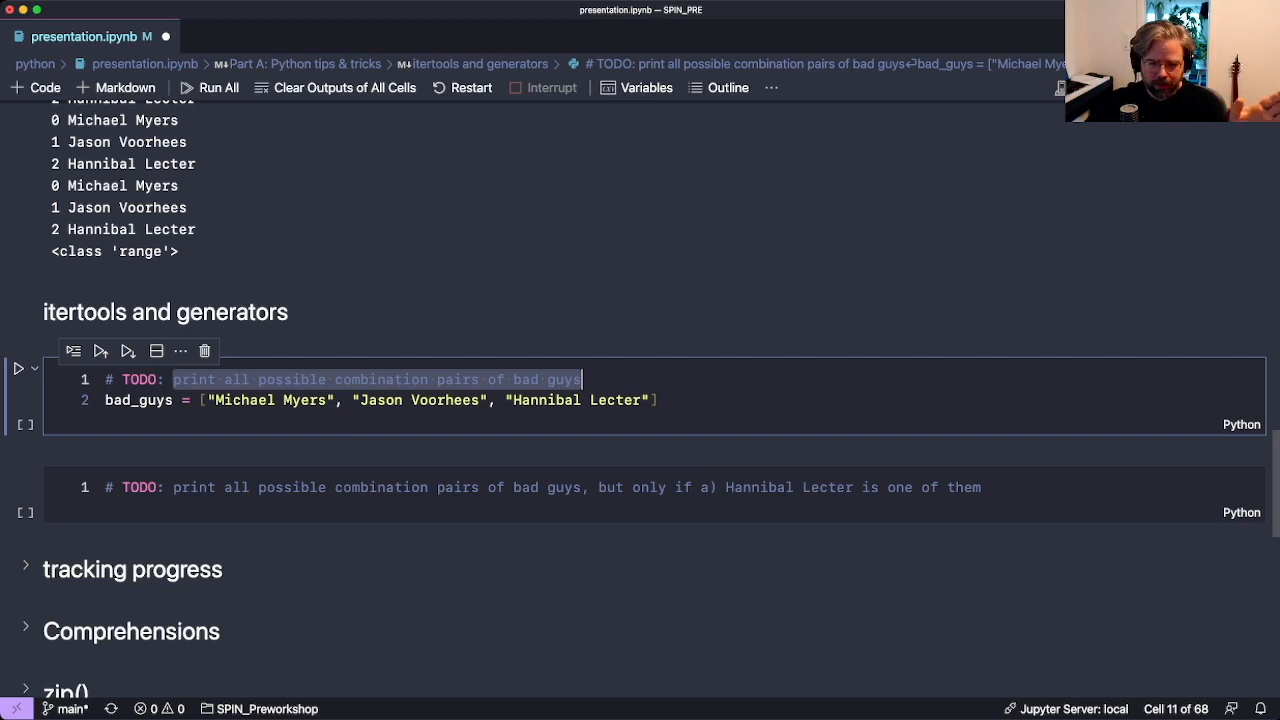 presentation.ipynb — SPIN_PRE
presentation.ipynb M
python > presentation.ipynb > M↓Part A: Python tips & tricks > M↓itertools and generators > # TODO: print all possible combination pairs of bad guys↵bad_guys = ["Michael Mye
+ Code + Markdown Run All Clear Outputs of All Cells Restart Interrupt Variables Outline ...
2 Hannibal Lecter
0 Michael Myers
1 Jason Voorhees
2 Hannibal Lecter
0 Michael Myers
1 Jason Voorhees
2 Hannibal Lecter
<class 'range'>
itertools and generators
1 # TODO: print all possible combination pairs of bad guys
2 bad_guys = ["Michael Myers", "Jason Voorhees", "Hannibal Lecter"]
[ ] Python
1 # TODO: print all possible combination pairs of bad guys, but only if a) Hannibal Lecter is one of them
[ ] Python
> tracking progress
> Comprehensions
> zip()
main* 0 0 SPIN_Preworkshop Jupyter Server: local Cell 11 of 68